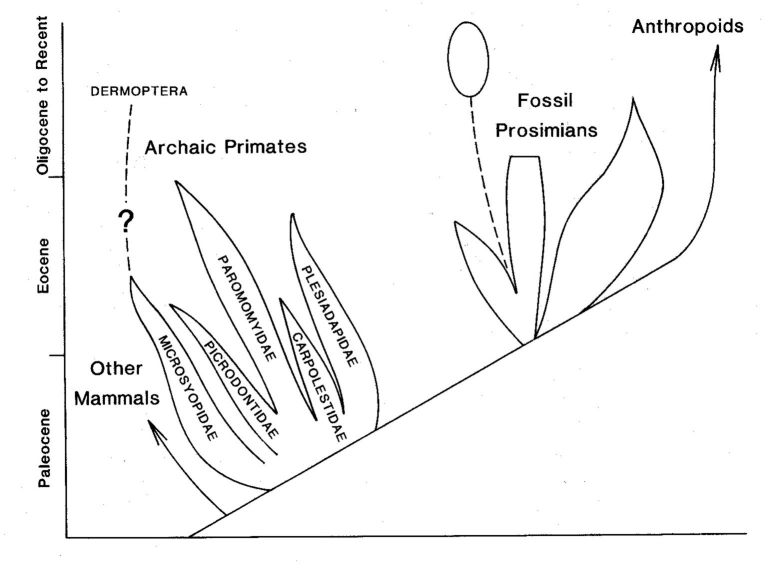 Anthropoids
DERMOPTERA
Fossil
Prosimians
Archaic Primates
?
Oligocene to Recent
Eocene
Paleocene
Other
Mammals
MICROSYOPIDAE
PICRODONTIDAE
PAROMOMYIDAE
CARPOLESTIDAE
PLESIADAPIDAE